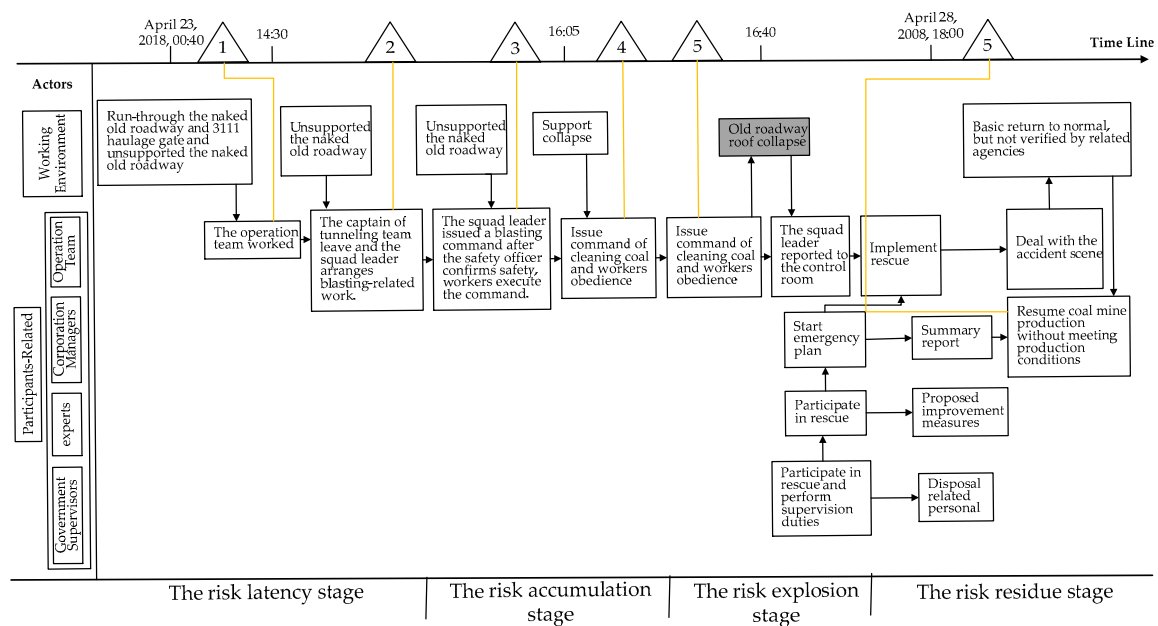 April 23,
2018, 00:40
1
14:30
2
3
16:05
4
5
16:40
April 28,
2008, 18:00
5
Time Line
Actors
Working
Environment
Participants-Related
Operation
Team
Corporation
Managers
experts
Government
Supervisors
Run-through the naked
old roadway and 3111
haulage gate and
unsupported the naked
old roadway
Unsupported
the naked
old roadway
Unsupported
the naked
old roadway
Support
collapse
Old roadway
roof collapse
Basic return to normal,
but not verified by related
agencies
The operation
team worked
The captain of
tunneling team
leave and the
squad leader
arranges
blasting-related
work.
The squad leader
issued a blasting
command after
the safety officer
confirms safety,
workers execute
the command.
Issue
command of
cleaning coal
and workers
obedience
Issue
command of
cleaning coal
and workers
obedience
The squad
leader
reported to
the control
room
Implement
rescue
Deal with the
accident scene
Start
emergency
plan
Summary
report
Resume coal mine
production
without meeting
production
conditions
Participate
in rescue
Proposed
improvement
measures
Participate in
rescue and
perform
supervision
duties
Disposal
related
personal
The risk latency stage
The risk accumulation
stage
The risk explosion
stage
The risk residue stage